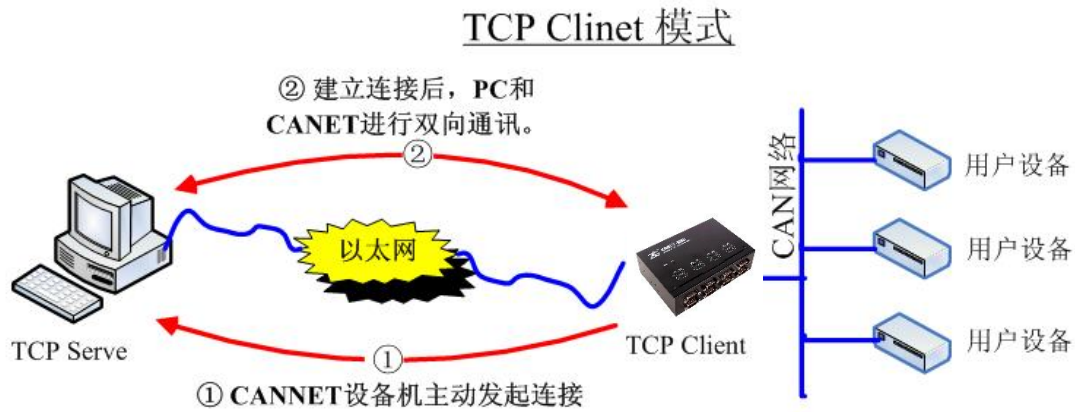 TCP Clinet 模式
② 建立连接后，PC和
CANET进行双向通讯。
②
CAN网络
用户设备
以太网
用户设备
TCP Serve
TCP Client
用户设备
①
① CANNET设备机主动发起连接